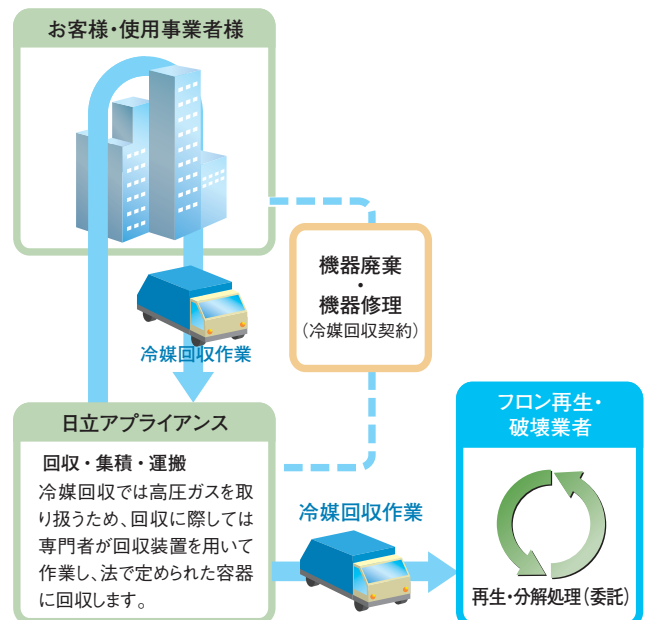 お客様・使用事業者様
機器廃棄
・
機器修理
（冷媒回収契約）
冷媒回収作業
日立アプライアンス
回収・集積・運搬
冷媒回収では高圧ガスを取
り扱うため、回収に際しては
専門者が回収装置を用いて
作業し、法で定められた容器
に回収します。
冷媒回収作業
フロン再生・
破壊業者
再生・分解処理（委託）